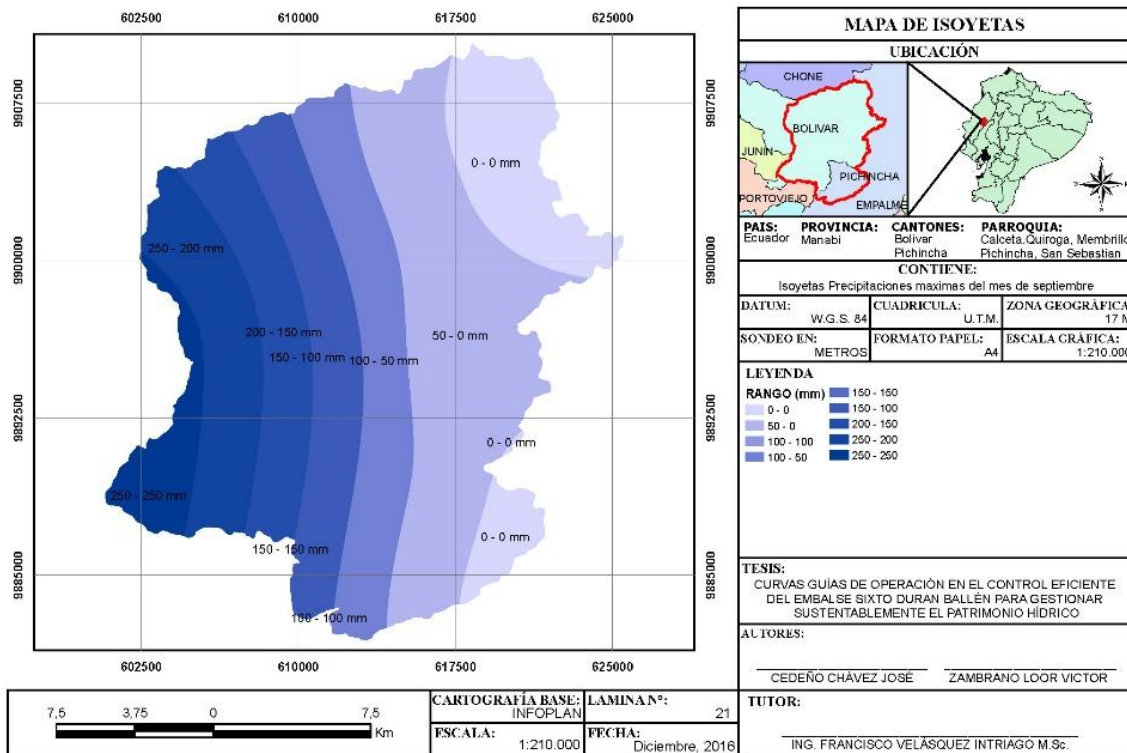 602500 610000 617500 625000
9907500 9907500
9900000 9900000
9892500 9892500
9885000 9885000
0 - 0 mm
250 - 200 mm
200 - 150 mm
50 - 0 mm
150 - 100 mm
100 - 50 mm
0 - 0 mm
250 - 250 mm
0 - 0 mm
150 - 150 mm
100 - 100 mm
602500 610000 617500 625000
7,5 3,75 0 7,5
Km
CARTOGRAFÍA BASE:
INFOPLAN
LAMINA Nº:
21
ESCALA:
1:210.000
FECHA:
Diciembre, 2016
MAPA DE ISOYETAS
UBICACIÓN
CHONE
BOLIVAR
JUNIN
PICHINCHA
PORTOVIEJO
EMPALME
N
S
PAIS:
Ecuador
PROVINCIA:
Manabi
CANTONES:
Bolivar
Pichincha
PARROQUIA:
Calceta,Quiroga, Membrillo
Pichincha, San Sebastian
CONTIENE:
Isoyetas Precipitaciones maximas del mes de septiembre
DATUM:
W.G.S. 84
CUADRICULA:
U.T.M.
ZONA GEOGRÁFICA
17 M
SONDEO EN:
METROS
FORMATO PAPEL:
A4
ESCALA GRÁFICA:
1:210.000
LEYENDA
RANGO (mm)
0 - 0
50 - 0
100 - 100
100 - 50
150 - 150
150 - 100
200 - 150
250 - 200
250 - 250
TESIS:
CURVAS GUÍAS DE OPERACIÓN EN EL CONTROL EFICIENTE
DEL EMBALSE SIXTO DURAN BALLÉN PARA GESTIONAR
SUSTENTABLEMENTE EL PATRIMONIO HÍDRICO
AUTORES:
CEDEÑO CHÁVEZ JOSÉ
ZAMBRANO LOOR VICTOR
TUTOR:
ING. FRANCISCO VELÁSQUEZ INTRIAGO M.Sc.